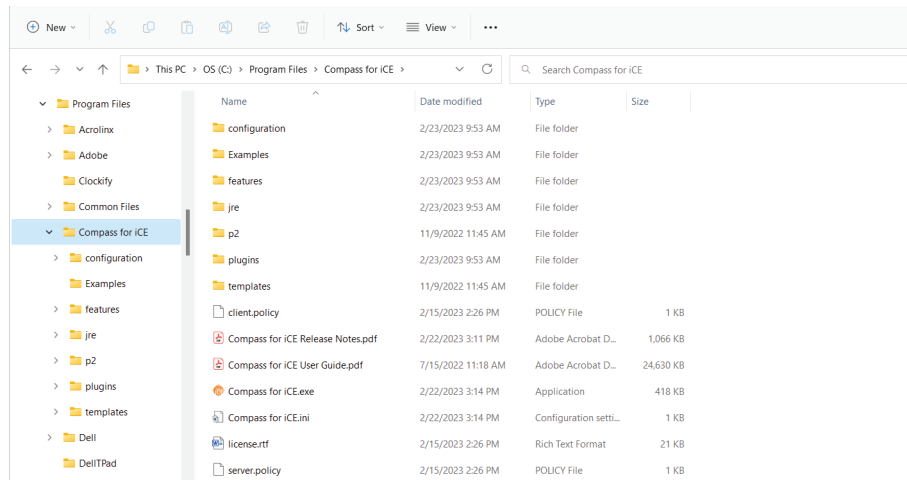 New Sort View ...
This PC > OS (C:) > Program Files > Compass for iCE > Search Compass for iCE
Name Date modified Type Size
Program Files
Acrolinx
Adobe
Clockify
Common Files
Compass for iCE
configuration
Examples
features
jre
p2
plugins
templates
Dell
DellTPad
configuration 2/23/2023 9:53 AM File folder
Examples 2/23/2023 9:53 AM File folder
features 2/23/2023 9:53 AM File folder
jre 2/23/2023 9:53 AM File folder
p2 11/9/2022 11:45 AM File folder
plugins 2/23/2023 9:53 AM File folder
templates 11/9/2022 11:45 AM File folder
client.policy 2/15/2023 2:26 PM POLICY File 1 KB
Compass for iCE Release Notes.pdf 2/22/2023 3:11 PM Adobe Acrobat D... 1,066 KB
Compass for iCE User Guide.pdf 7/15/2022 11:18 AM Adobe Acrobat D... 24,630 KB
Compass for iCE.exe 2/22/2023 3:14 PM Application 418 KB
Compass for iCE.ini 2/22/2023 3:14 PM Configuration setti... 1 KB
license.rtf 2/15/2023 2:26 PM Rich Text Format 21 KB
server.policy 2/15/2023 2:26 PM POLICY File 1 KB